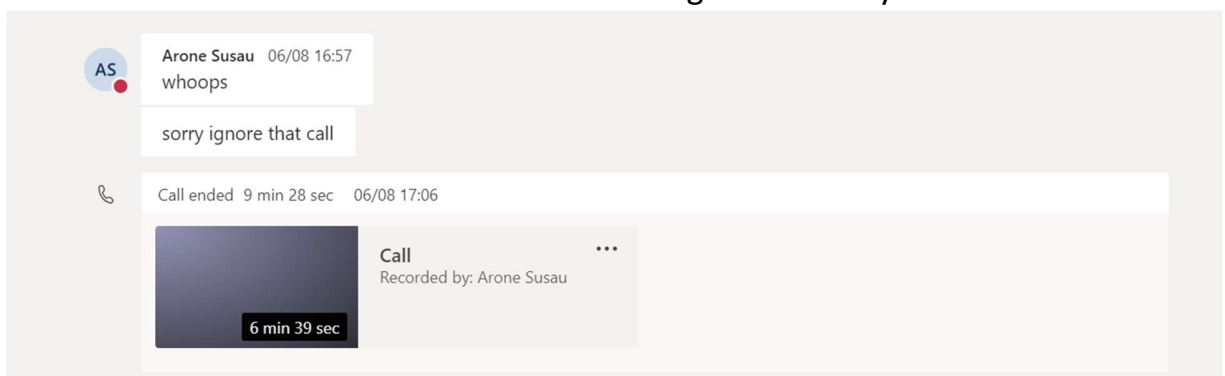 AS
Arone Susau 06/08 16:57
whoops
sorry ignore that call
Call ended 9 min 28 sec 06/08 17:06
Call
Recorded by: Arone Susau
6 min 39 sec